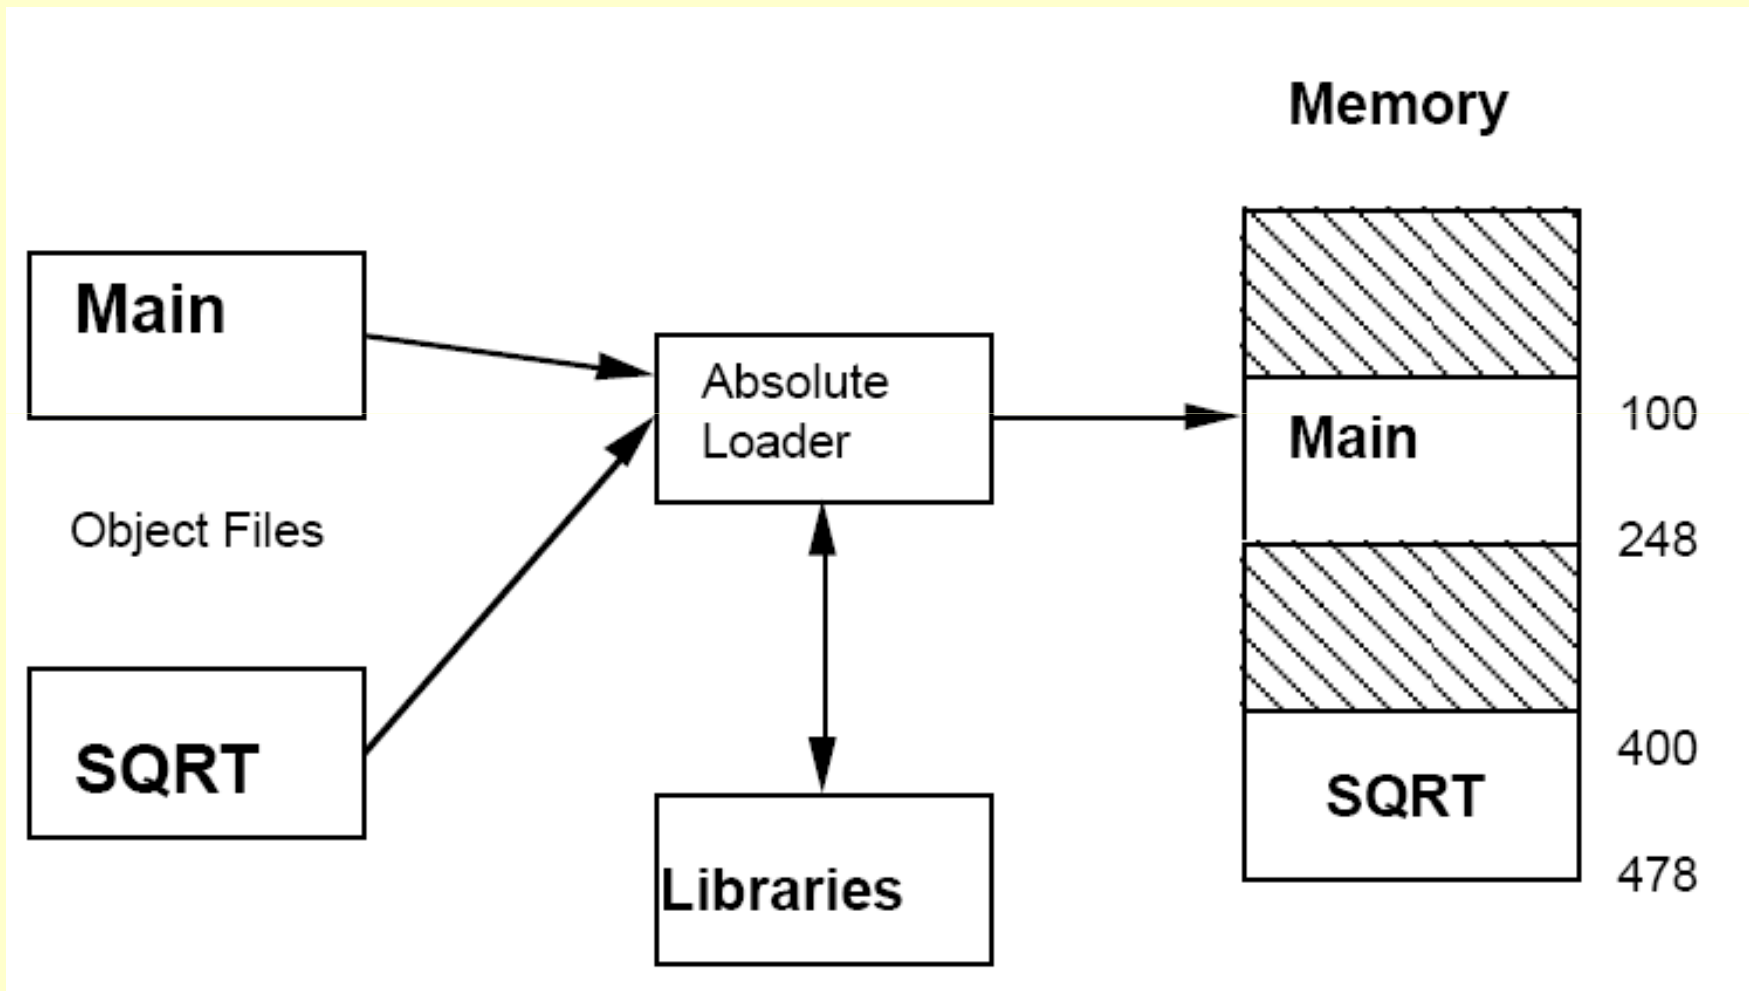 Memory
Main
Absolute
Loader
100
Main
248
Object Files
SQRT
400
SQRT
478
Libraries